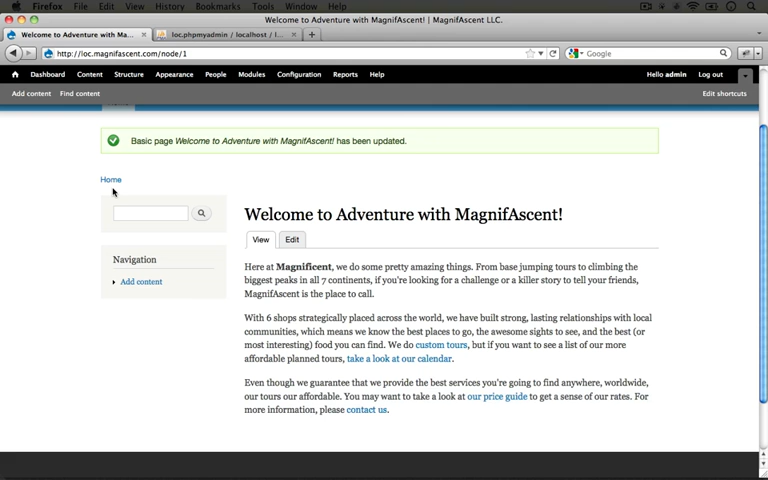 Firefox File Edit View History Bookmarks Tools Window Help
Welcome to Adventure with MagnifAscent! | MagnifAscent LLC.
Welcome to Adventure with Ma... loc.phpmyadmin / localhost / l...
http://loc.magnifascent.com/node/1 Google
Dashboard Content Structure Appearance People Modules Configuration Reports Help Hello admin Log out
Add content Find content Edit shortcuts
Basic page Welcome to Adventure with MagnifAscent! has been updated.
Home
Welcome to Adventure with MagnifAscent!
View Edit
Navigation
Add content
Here at Magnificent, we do some pretty amazing things. From base jumping tours to climbing the
biggest peaks in all 7 continents, if you're looking for a challenge or a killer story to tell your friends,
MagnifAscent is the place to call.
With 6 shops strategically placed across the world, we have built strong, lasting relationships with local
communities, which means we know the best places to go, the awesome sights to see, and the best (or
most interesting) food you can find. We do custom tours, but if you want to see a list of our more
affordable planned tours, take a look at our calendar.
Even though we guarantee that we provide the best services you're going to find anywhere, worldwide,
our tours our affordable. You may want to take a look at our price guide to get a sense of our rates. For
more information, please contact us.